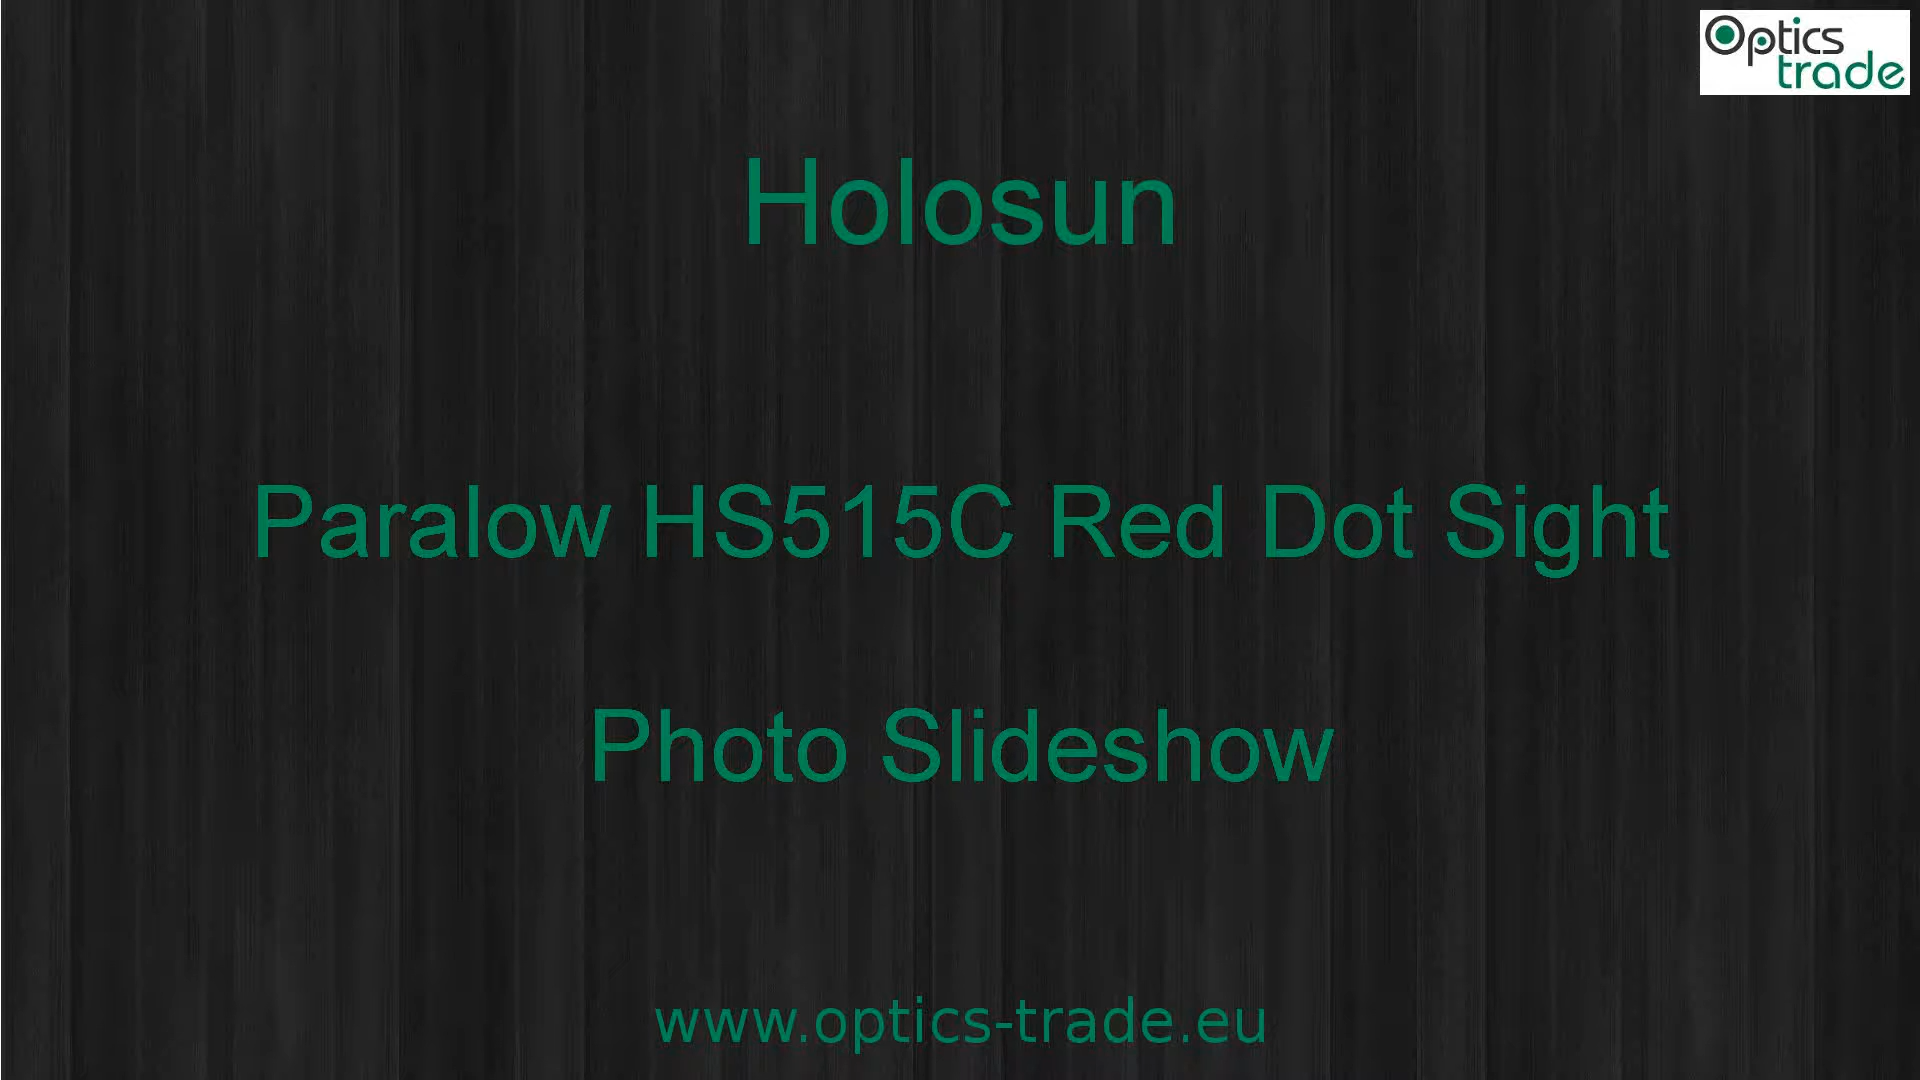 Optics
trade
Holosun
Paralow HS515C Red Dot Sight
Photo Slideshow
www.optics-trade.eu